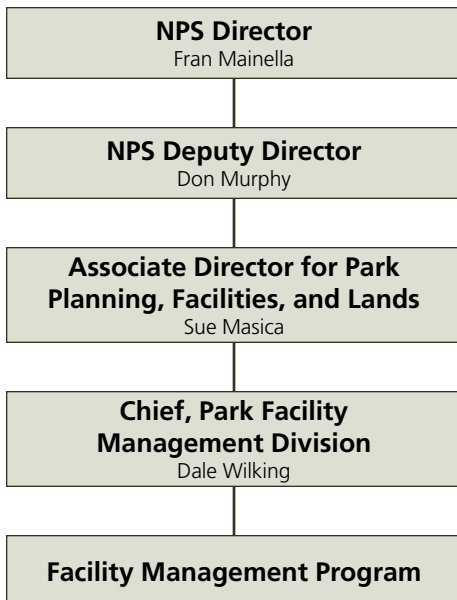 NPS Director
Fran Mainella
NPS Deputy Director
Don Murphy
Associate Director for Park
Planning, Facilities, and Lands
Sue Masica
Chief, Park Facility
Management Division
Dale Wilking
Facility Management Program